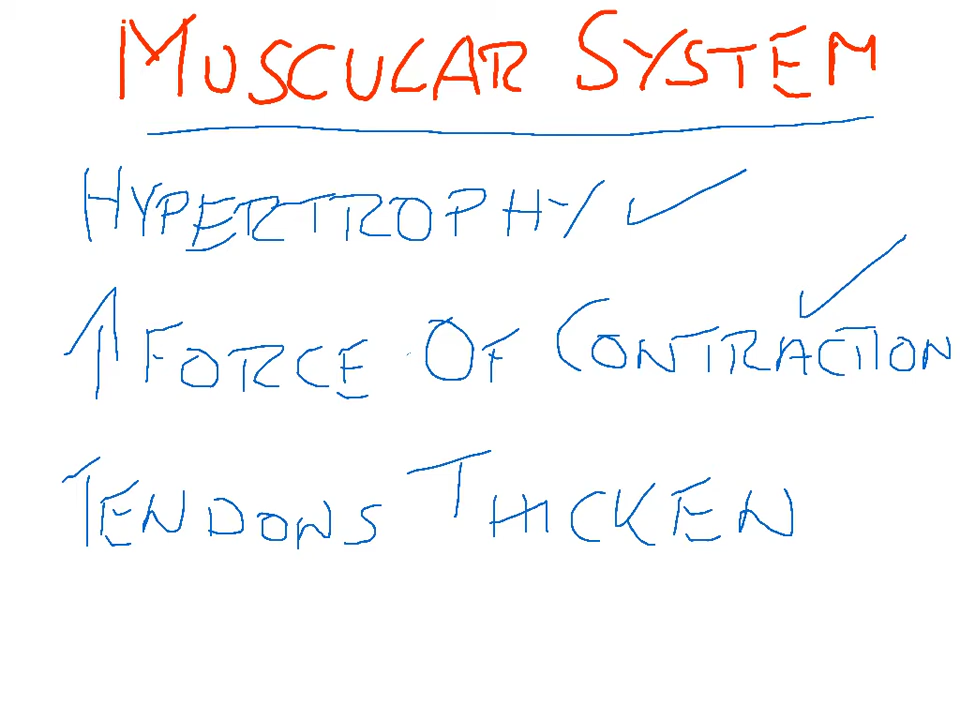 MUSCULAR SYSTEM
HYPERTROPHY ✓
↑ FORCE OF CONTRACTION ✓
TENDONS THICKEN